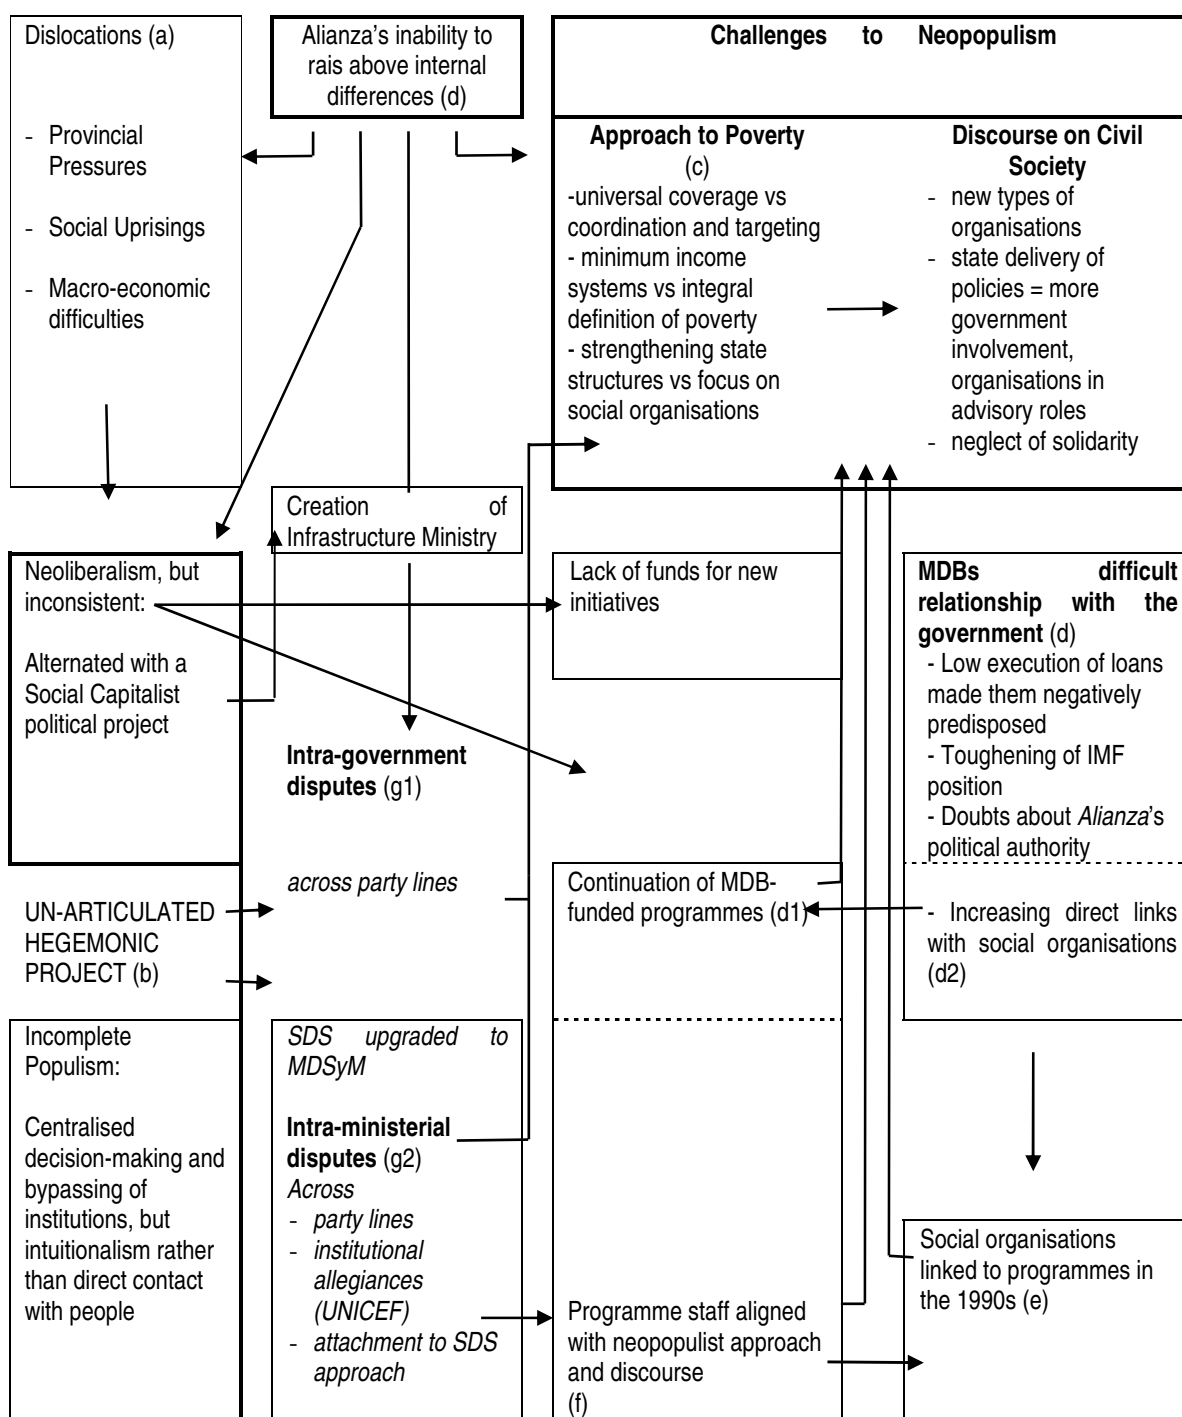 Dislocations (a)
- Provincial
Pressures
- Social Uprisings
- Macro-economic
difficulties
Alianza's inability to
rais above internal
differences (d)
Challenges to Neopopulism
Approach to Poverty
(c)
-universal coverage vs
coordination and targeting
- minimum income
systems vs integral
definition of poverty
- strengthening state
structures vs focus on
social organisations
Discourse on Civil
Society
- new types of
organisations
- state delivery of
policies = more
government
involvement,
organisations in
advisory roles
- neglect of solidarity
Creation of
Infrastructure Ministry
Neoliberalism, but
inconsistent:
Alternated with a
Social Capitalist
political project
Lack of funds for new
initiatives
MDBs difficult
relationship with the
government (d)
- Low execution of loans
made them negatively
predisposed
- Toughening of IMF
position
- Doubts about Alianza's
political authority
Intra-government
disputes (g1)
across party lines
UN-ARTICULATED
HEGEMONIC
PROJECT (b)
Continuation of MDB-
funded programmes (d1)
- Increasing direct links
with social organisations
(d2)
Incomplete
Populism:
Centralised
decision-making and
bypassing of
institutions, but
intuitionalism rather
than direct contact
with people
SDS upgraded to
MDSyM
Intra-ministerial
disputes (g2)
Across
- party lines
- institutional
allegiances
(UNICEF)
- attachment to SDS
approach
Programme staff aligned
with neopopulist approach
and discourse
(f)
Social organisations
linked to programmes in
the 1990s (e)